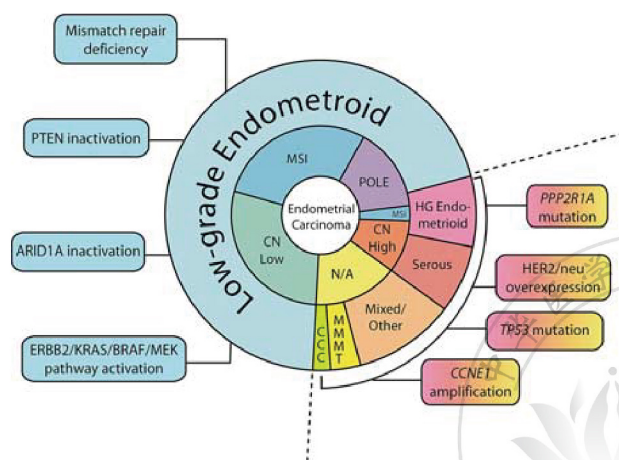 Mismatch repair
deficiency
PTEN inactivation
ARID1A inactivation
ERBB2/KRAS/BRAF/MEK
pathway activation
Low-grade Endometroid
MSI
POLE
MSI
CN
High
N/A
CN
Low
Endometrial
Carcinoma
HG Endo-
metrioid
Serous
Mixed/
Other
MMMT
CCC
PPP2R1A
mutation
HER2/neu
overexpression
TP53 mutation
CCNE1
amplification